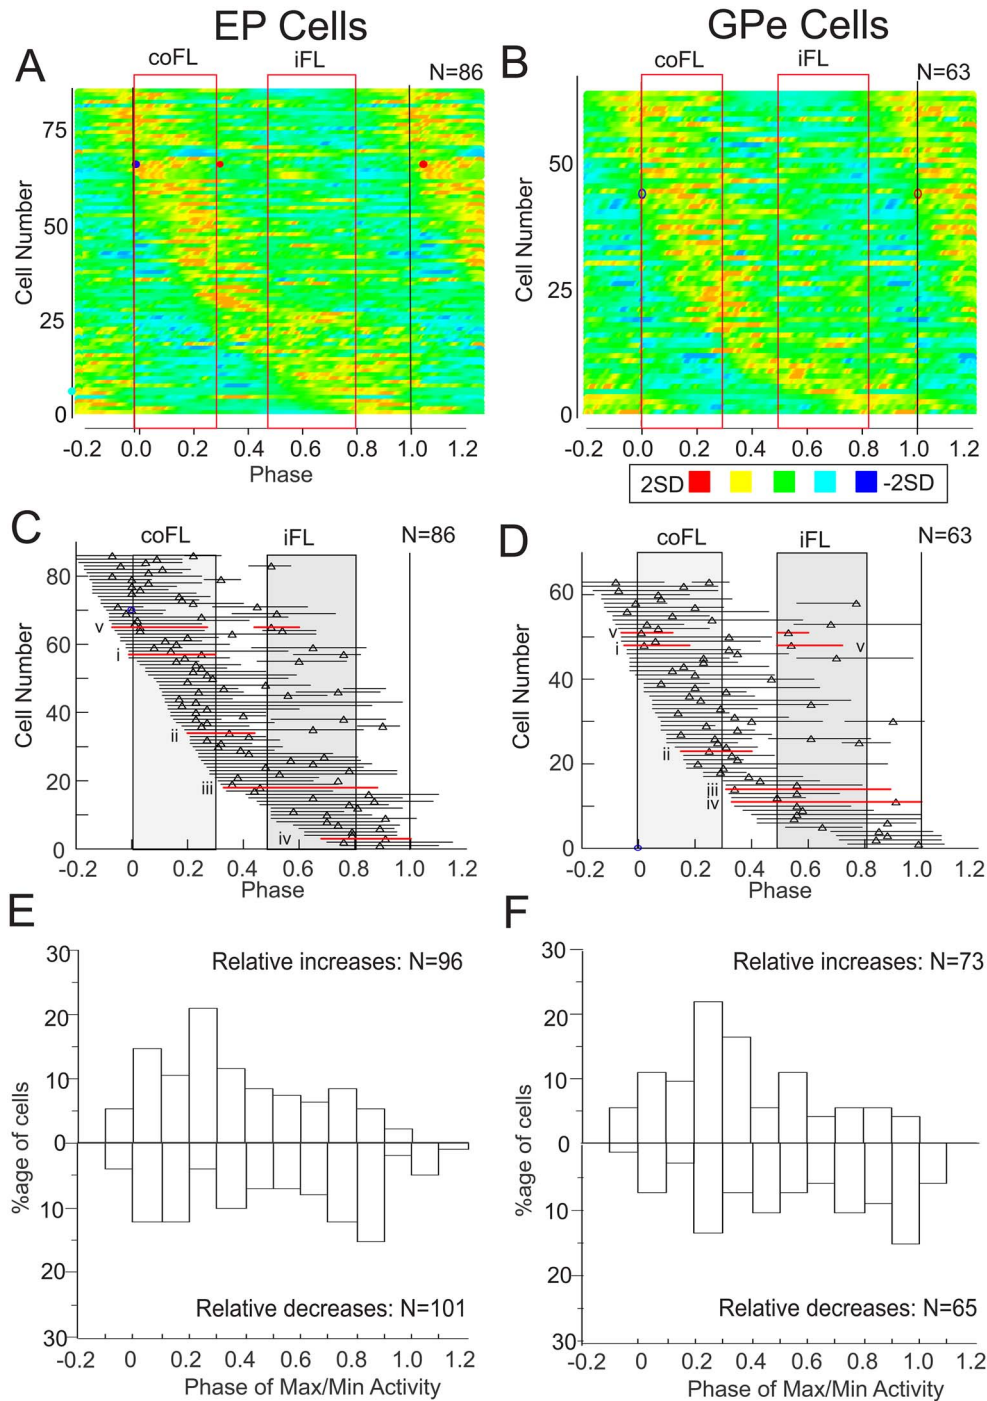 EP Cells GPe Cells
A coFL iFL N=86
B coFL iFL N=63
Cell Number
75
50
25
0
-0.2 0.0 0.2 0.4 0.6 0.8 1.0 1.2
Phase
Cell Number
50
25
0
-0.2 0.0 0.2 0.4 0.6 0.8 1.0 1.2
Phase
2SD -2SD
C coFL iFL N=86
Cell Number
80
60
40
20
0
v
i
ii
iii
iv
-0.2 0 0.2 0.4 0.6 0.8 1.0 1.2
Phase
D coFL iFL N=63
Cell Number
60
40
20
0
v
i
v
ii
iii
iv
-0.2 0 0.2 0.4 0.6 0.8 1.0 1.2
Phase
E
Relative increases: N=96
%age of cells
30
20
10
0
10
20
30
Relative decreases: N=101
-0.2 0 0.2 0.4 0.6 0.8 1.0 1.2
Phase of Max/Min Activity
F
Relative increases: N=73
%age of cells
30
20
10
0
10
20
30
Relative decreases: N=65
-0.2 0 0.2 0.4 0.6 0.8 1.0 1.2
Phase of Max/Min Activity